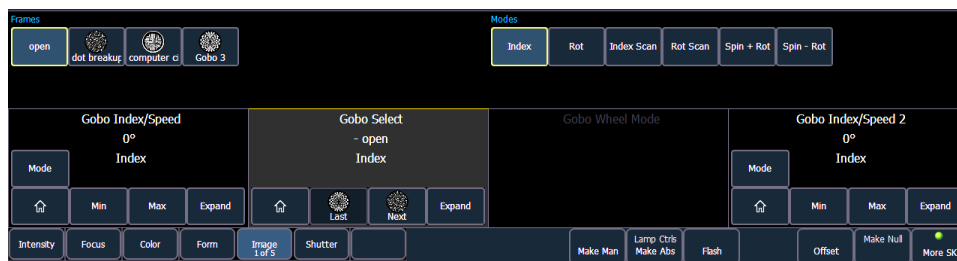 Frames
Modes
open
dot breakup
computer ci
Gobo 3
Index
Rot
Index Scan
Rot Scan
Spin + Rot
Spin - Rot
Gobo Index/Speed
0°
Index
Mode
Min
Max
Expand
Gobo Select
- open
Index
Last
Next
Expand
Gobo Wheel Mode
Gobo Index/Speed 2
0°
Index
Mode
Min
Max
Expand
Intensity
Focus
Color
Form
Image
1 of 5
Shutter
Make Man
Lamp Ctrls
Make Abs
Flash
Offset
Make Null
More SK